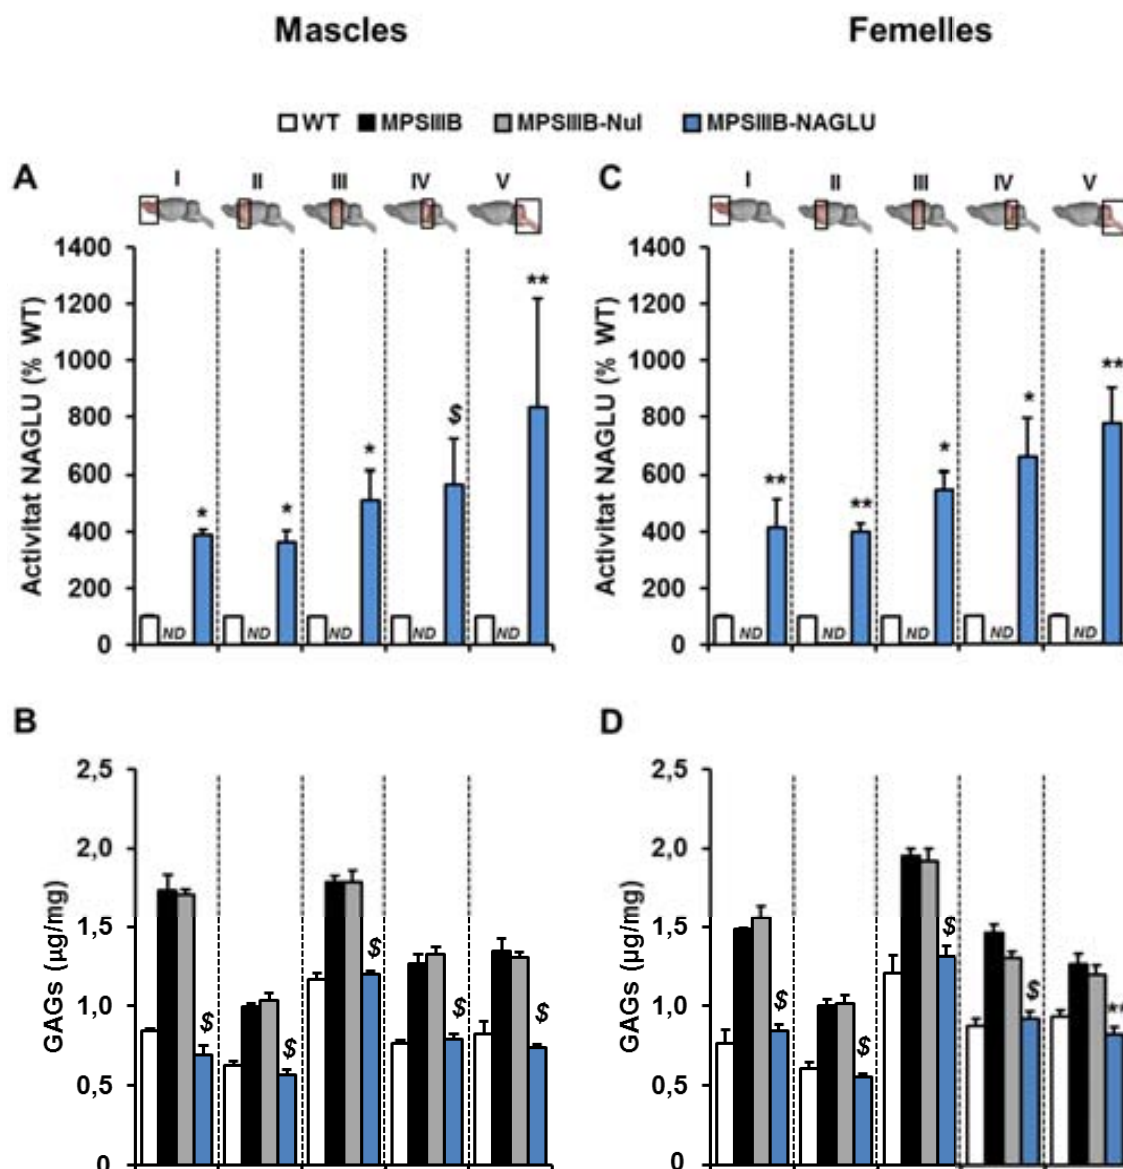 Mascles Femelles
WT MPSIIIB MPSIIIB-Nul MPSIIIB-NAGLU
A
I II III IV V
Activitat NAGLU (% WT)
1400
1200
1000
800
600
400
200
0
* * * $ **
ND ND ND ND ND
C
I II III IV V
Activitat NAGLU (% WT)
1400
1200
1000
800
600
400
200
0
** ** * * **
ND ND ND ND ND
B
GAGs (µg/mg)
2,5
2,0
1,5
1,0
0,5
0
$ $ $ $ $
D
GAGs (µg/mg)
2,5
2,0
1,5
1,0
0,5
0
$ $ $ $ **